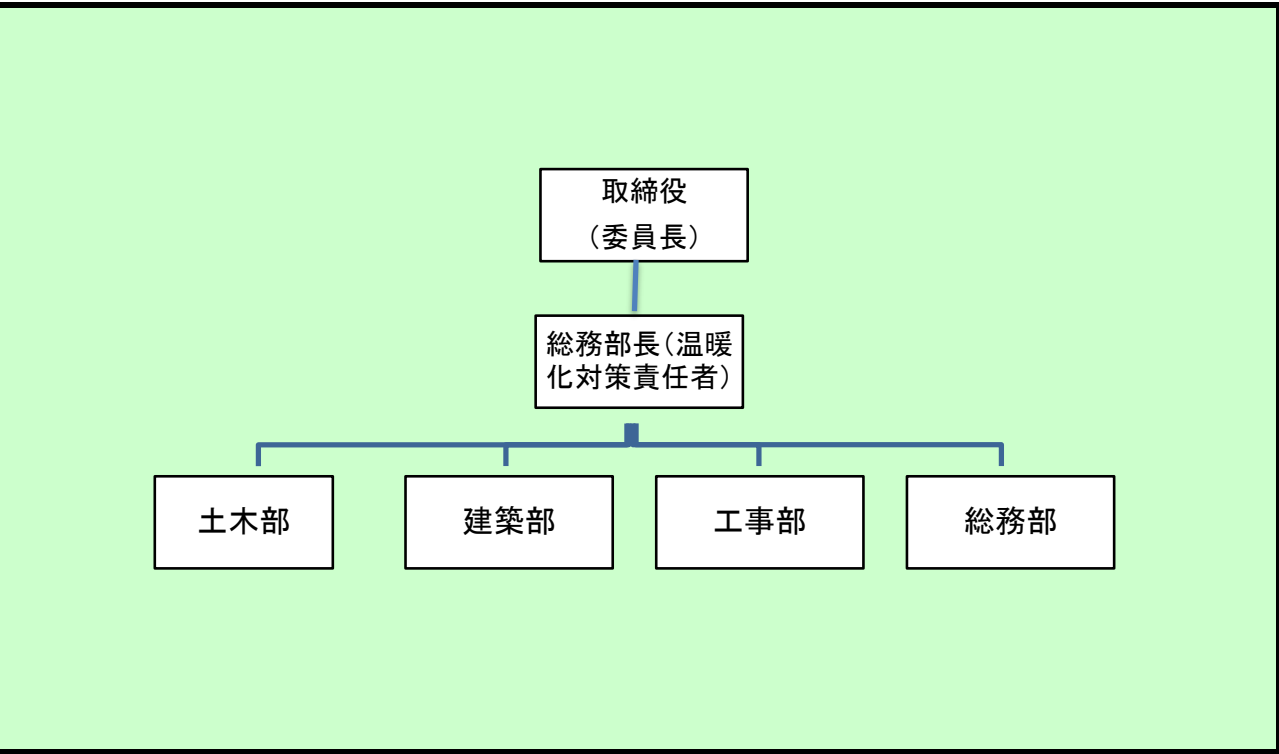 取締役
（委員長）
総務部長（温暖
化対策責任者）
土木部
建築部
工事部
総務部